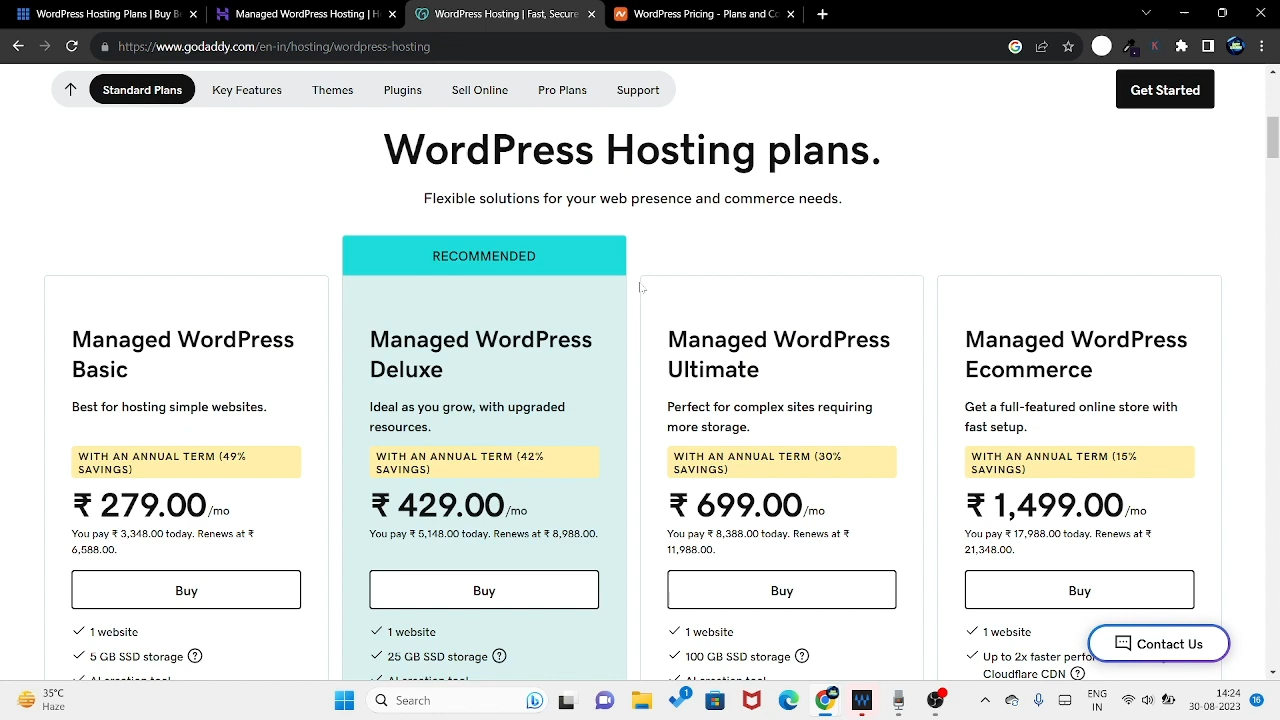 WordPress Hosting Plans | Buy B
Managed WordPress Hosting | H
WordPress Hosting | Fast, Secure
WordPress Pricing - Plans and Co
https://www.godaddy.com/en-in/hosting/wordpress-hosting
Standard Plans
Key Features
Themes
Plugins
Sell Online
Pro Plans
Support
Get Started
WordPress Hosting plans.
Flexible solutions for your web presence and commerce needs.
Managed WordPress
Basic
Best for hosting simple websites.
WITH AN ANNUAL TERM (49%
SAVINGS)
₹ 279.00/mo
You pay ₹ 3,348.00 today. Renews at ₹
6,588.00.
Buy
1 website
5 GB SSD storage ?
RECOMMENDED
Managed WordPress
Deluxe
Ideal as you grow, with upgraded
resources.
WITH AN ANNUAL TERM (42%
SAVINGS)
₹ 429.00/mo
You pay ₹ 5,148.00 today. Renews at ₹ 8,988.00.
Buy
1 website
25 GB SSD storage ?
Managed WordPress
Ultimate
Perfect for complex sites requiring
more storage.
WITH AN ANNUAL TERM (30%
SAVINGS)
₹ 699.00/mo
You pay ₹ 8,388.00 today. Renews at ₹
11,988.00.
Buy
1 website
100 GB SSD storage ?
Managed WordPress
Ecommerce
Get a full-featured online store with
fast setup.
WITH AN ANNUAL TERM (15%
SAVINGS)
₹ 1,499.00/mo
You pay ₹ 17,988.00 today. Renews at ₹
21,348.00.
Buy
1 website
Up to 2x faster perfo
Cloudflare CDN ?
Contact Us
35°C
Haze
Search
1
ENG
IN
14:24
30-08-2023
16